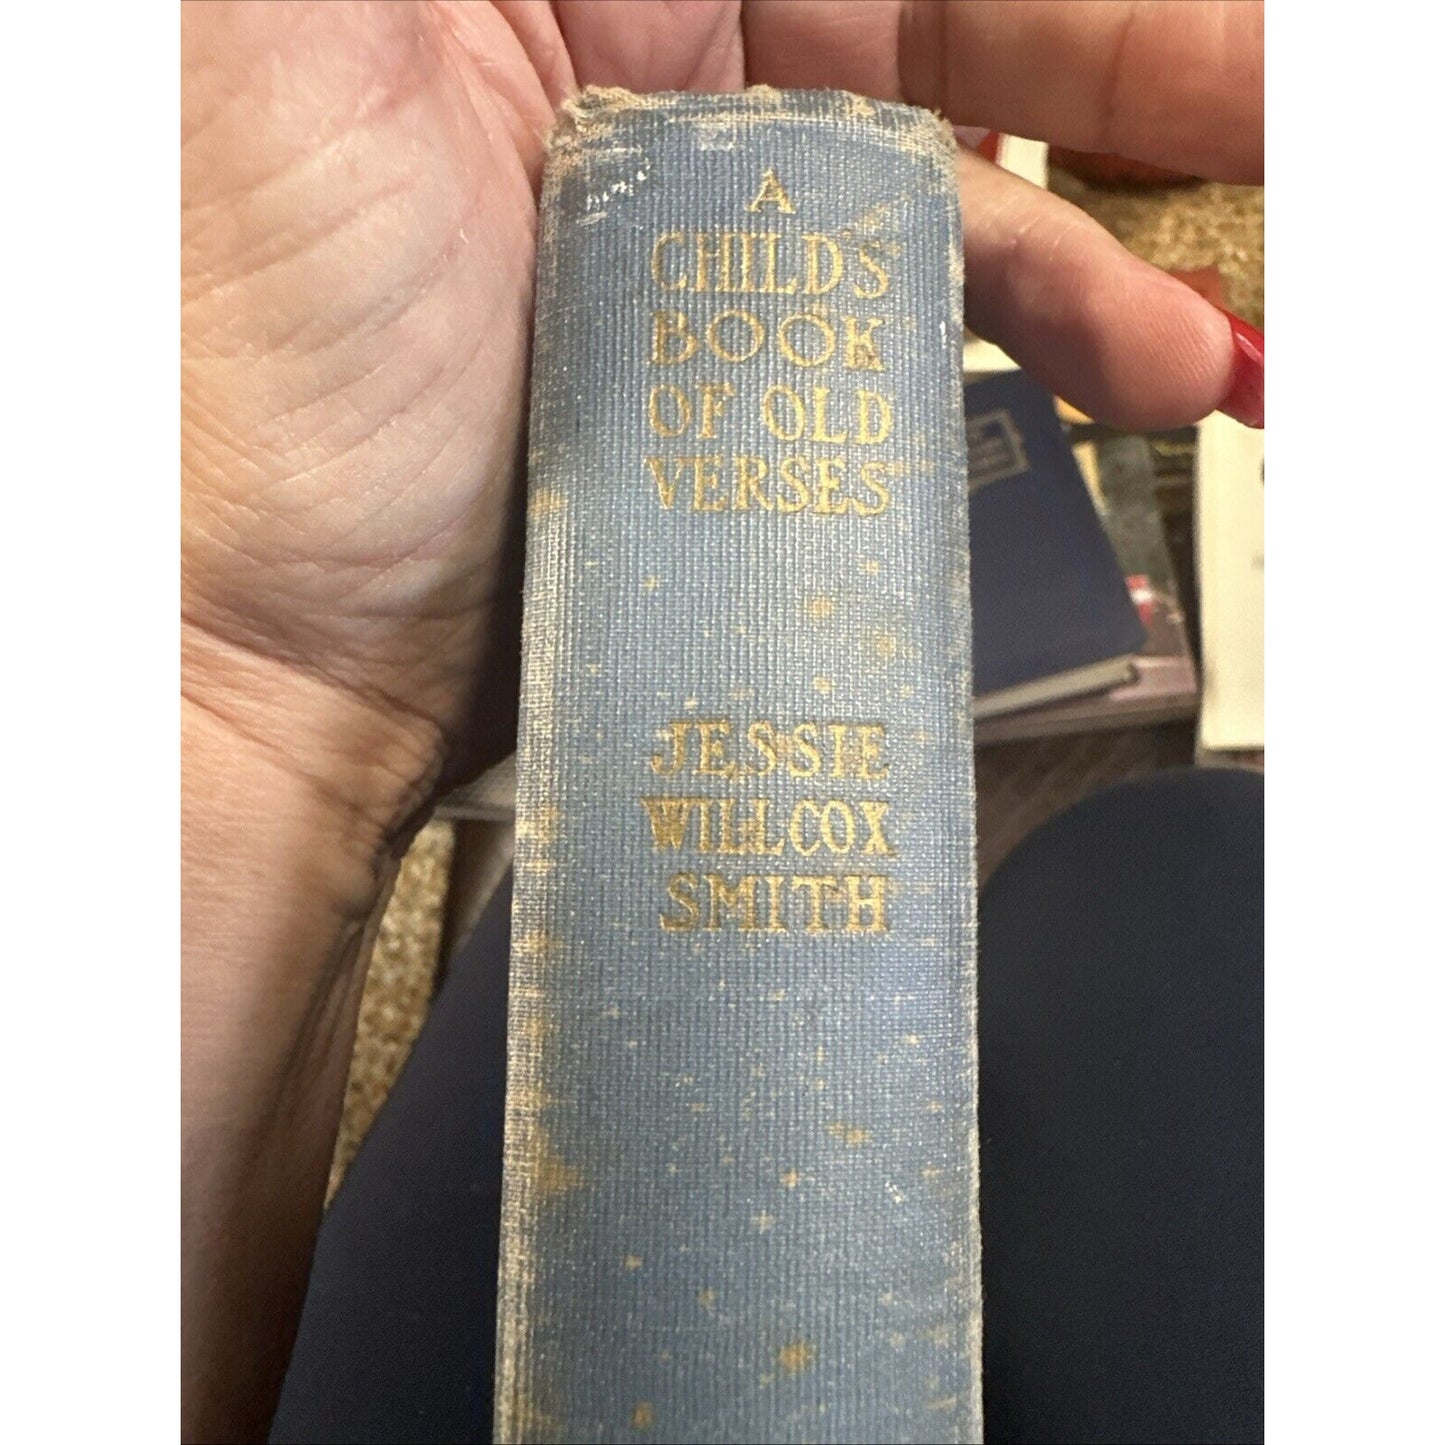 A
CHILD'S
BOOK
OF OLD
VERSES
JESSIE
WILLCOX
SMITH